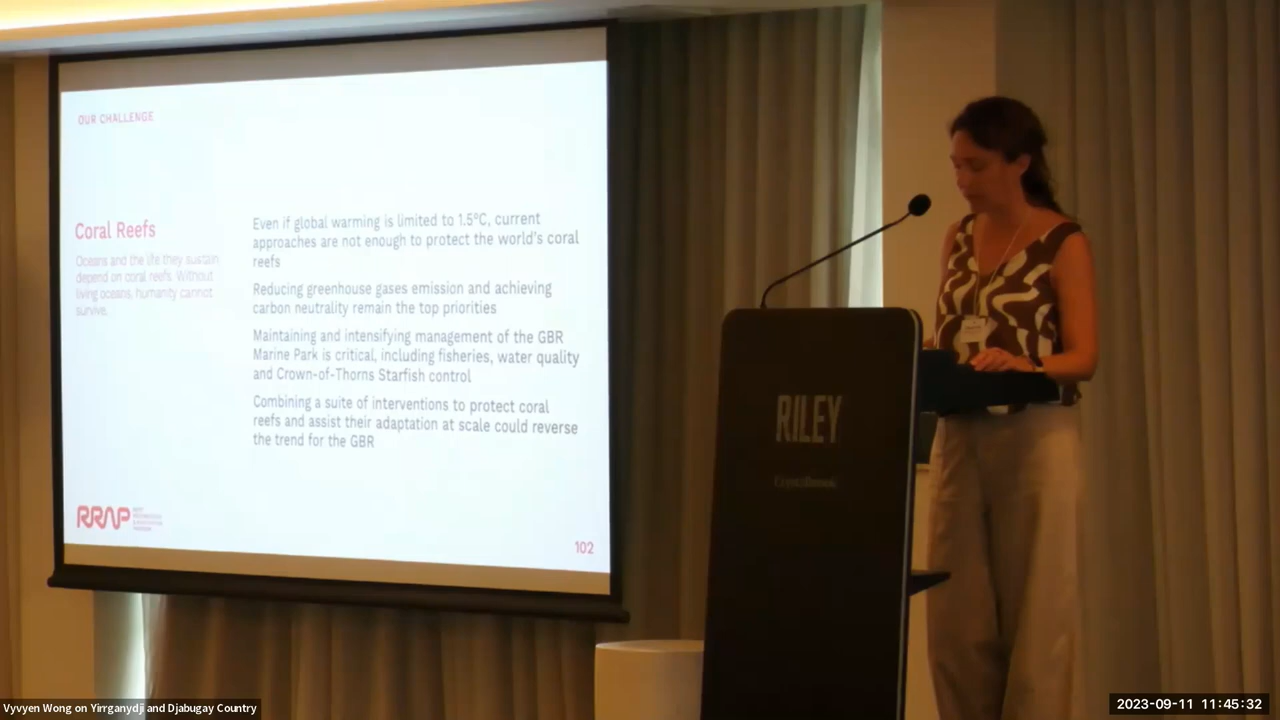 OUR CHALLENGE
Coral Reefs
Oceans and the life they sustain
depend on coral reefs. Without
living oceans, humanity cannot
survive.
Even if global warming is limited to 1.5°C, current
approaches are not enough to protect the world's coral
reefs
Reducing greenhouse gases emission and achieving
carbon neutrality remain the top priorities
Maintaining and intensifying management of the GBR
Marine Park is critical, including fisheries, water quality
and Crown-of-Thorns Starfish control
Combining a suite of interventions to protect coral
reefs and assist their adaptation at scale could reverse
the trend for the GBR
RRAP
102
RILEY
Vyvyen Wong on Yirrganydji and Djabugay Country
2023-09-11 11:45:32